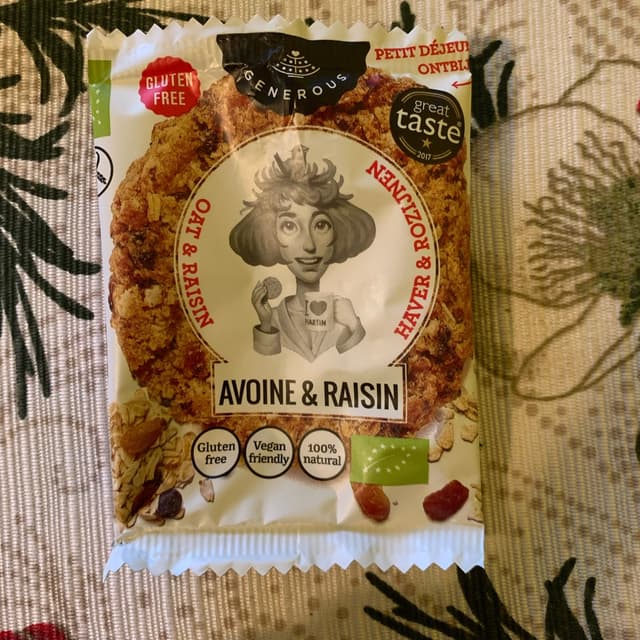 GENEROUS
PETIT DÉJEU
ONTBIJ
GLUTEN
FREE
great
taste
2017
OAT & RAISIN
HAVER & ROZIJNEN
I ♥
MARTIN
AVOINE & RAISIN
Gluten
free
Vegan
friendly
100%
natural